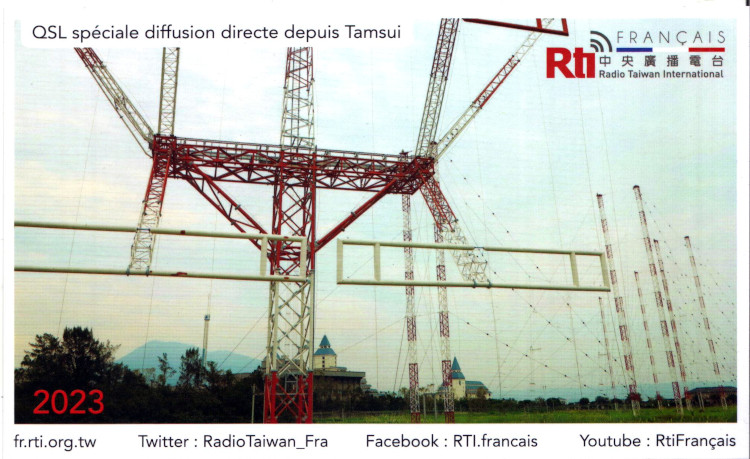 QSL spéciale diffusion directe depuis Tamsui
FRANÇAIS
Rti 中央廣播電台
Radio Taiwan International
2023
fr.rti.org.tw Twitter : RadioTaiwan_Fra Facebook : RTI.francais Youtube : RtiFrançais